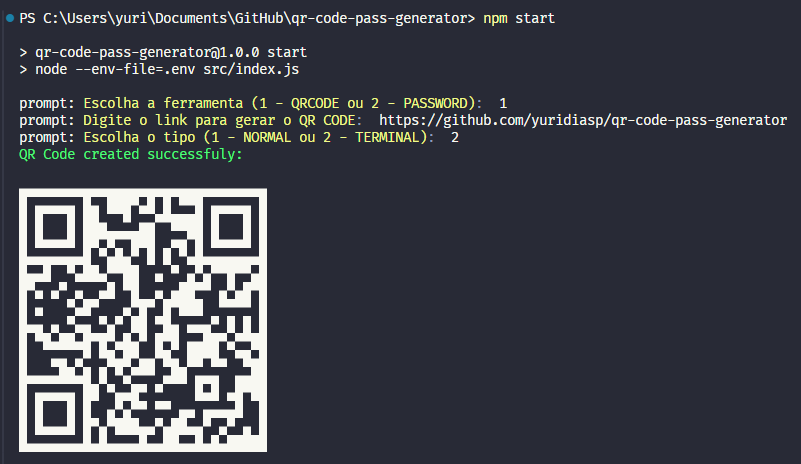 PS C:\Users\yuri\Documents\GitHub\qr-code-pass-generator> npm start
> qr-code-pass-generator@1.0.0 start
> node --env-file=.env src/index.js
prompt: Escolha a ferramenta (1 - QRCODE ou 2 - PASSWORD):  1
prompt: Digite o link para gerar o QR CODE:  https://github.com/yuridiasp/qr-code-pass-generator
prompt: Escolha o tipo (1 - NORMAL ou 2 - TERMINAL):  2
QR Code created successfuly: